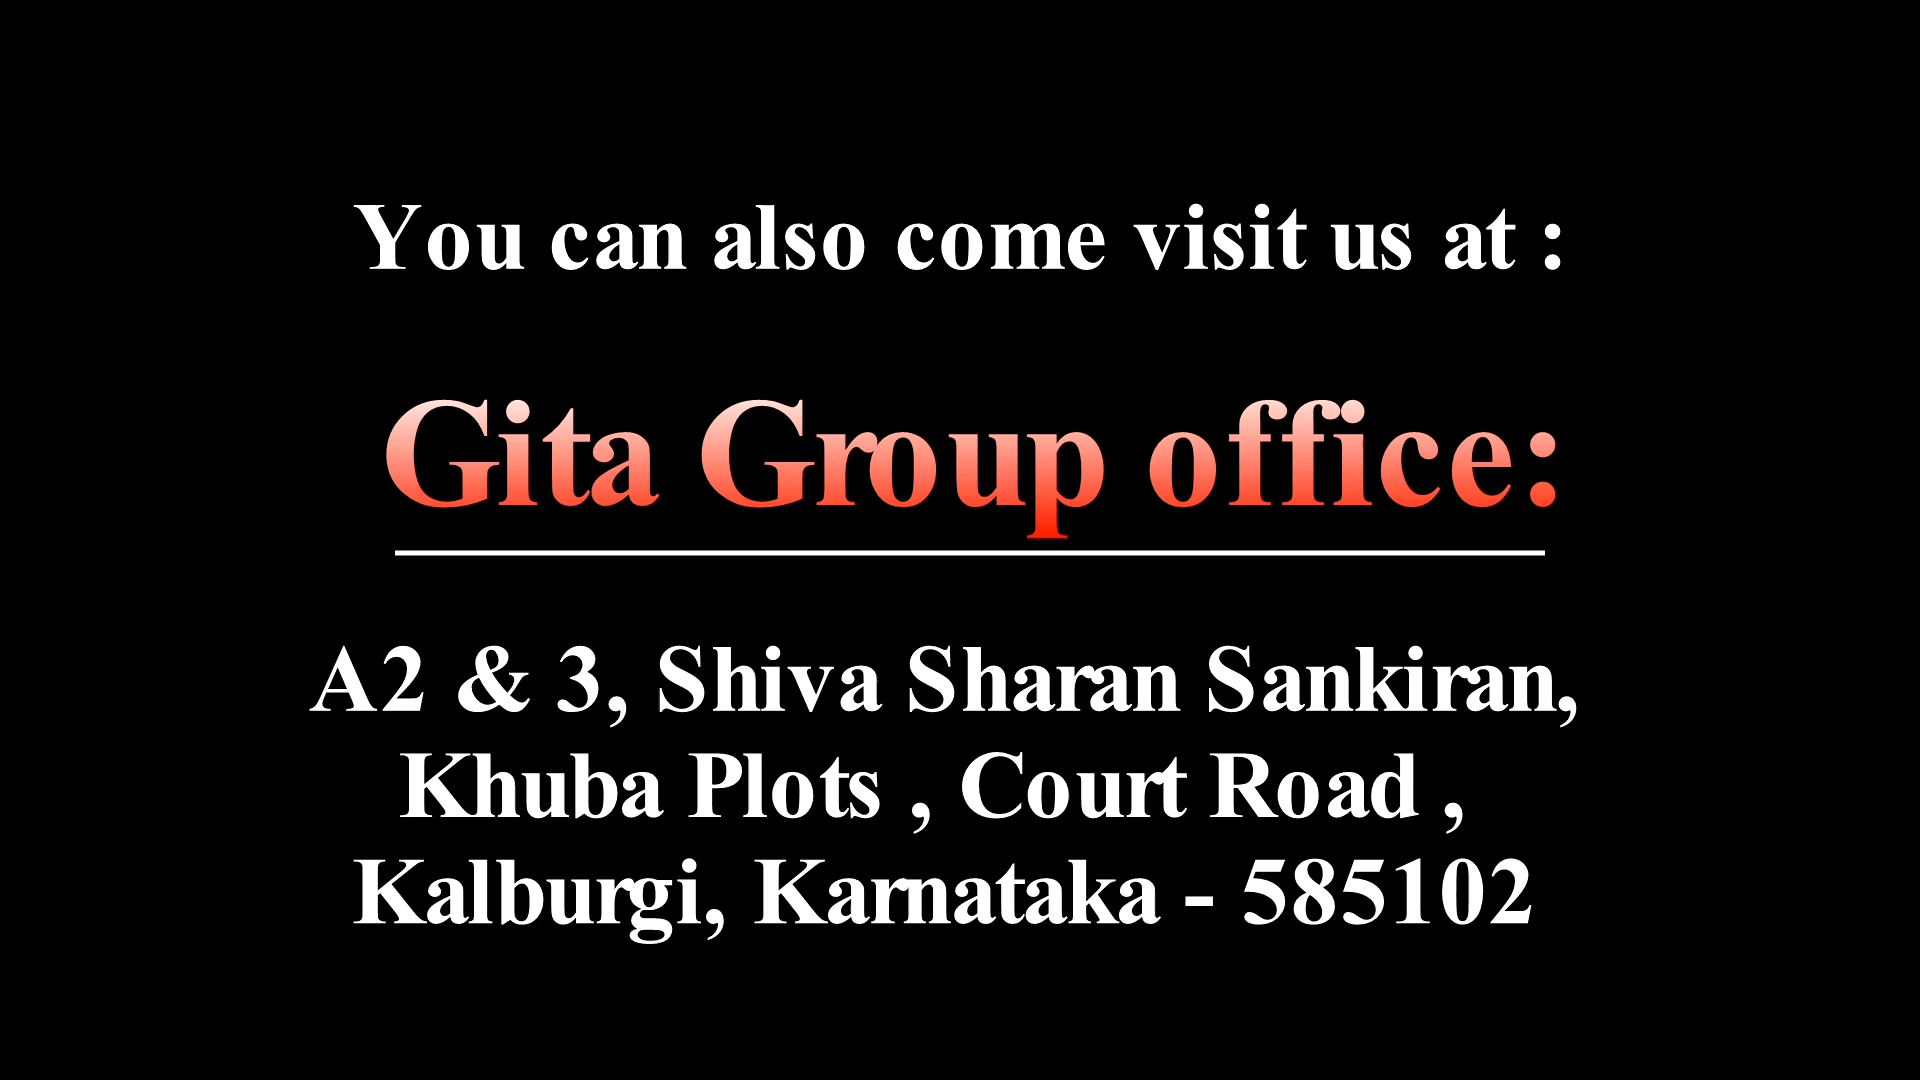 You can also come visit us at :
Gita Group office:
A2 & 3, Shiva Sharan Sankiran,
Khuba Plots , Court Road ,
Kalburgi, Karnataka - 585102